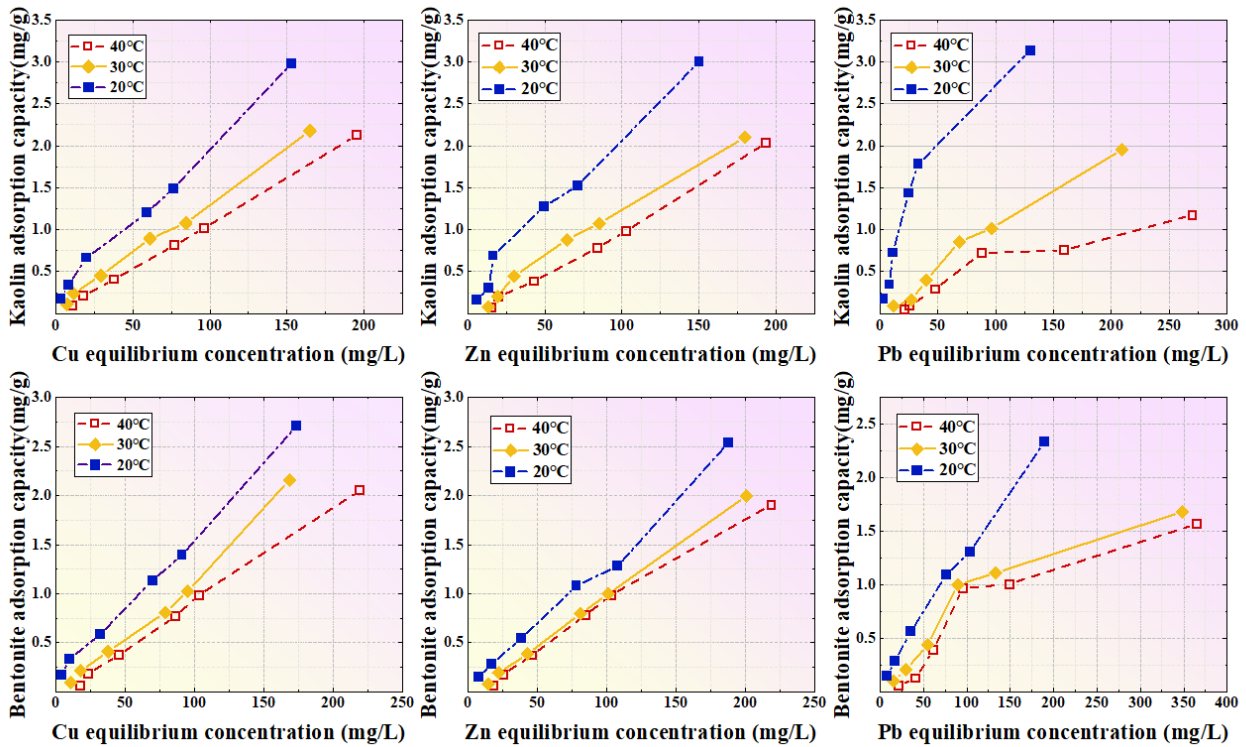 Kaolin adsorption capacity(mg/g)
3.5
3.0
2.5
2.0
1.5
1.0
0.5
40°C
30°C
20°C
0
50
100
150
200
Cu equilibrium concentration (mg/L)
Kaolin adsorption capacity(mg/g)
3.5
3.0
2.5
2.0
1.5
1.0
0.5
40°C
30°C
20°C
0
50
100
150
200
Zn equilibrium concentration (mg/L)
Kaolin adsorption capacity(mg/g)
3.5
3.0
2.5
2.0
1.5
1.0
0.5
40°C
30°C
20°C
0
50
100
150
200
250
300
Pb equilibrium concentration (mg/L)
Bentonite adsorption capacity(mg/g)
3.0
2.5
2.0
1.5
1.0
0.5
40°C
30°C
20°C
0
50
100
150
200
250
Cu equilibrium concentration (mg/L)
Bentonite adsorption capacity(mg/g)
3.0
2.5
2.0
1.5
1.0
0.5
40°C
30°C
20°C
0
50
100
150
200
250
Zn equilibrium concentration (mg/L)
Bentonite adsorption capacity(mg/g)
2.5
2.0
1.5
1.0
0.5
40°C
30°C
20°C
0
50
100
150
200
250
300
350
400
Pb equilibrium concentration (mg/L)